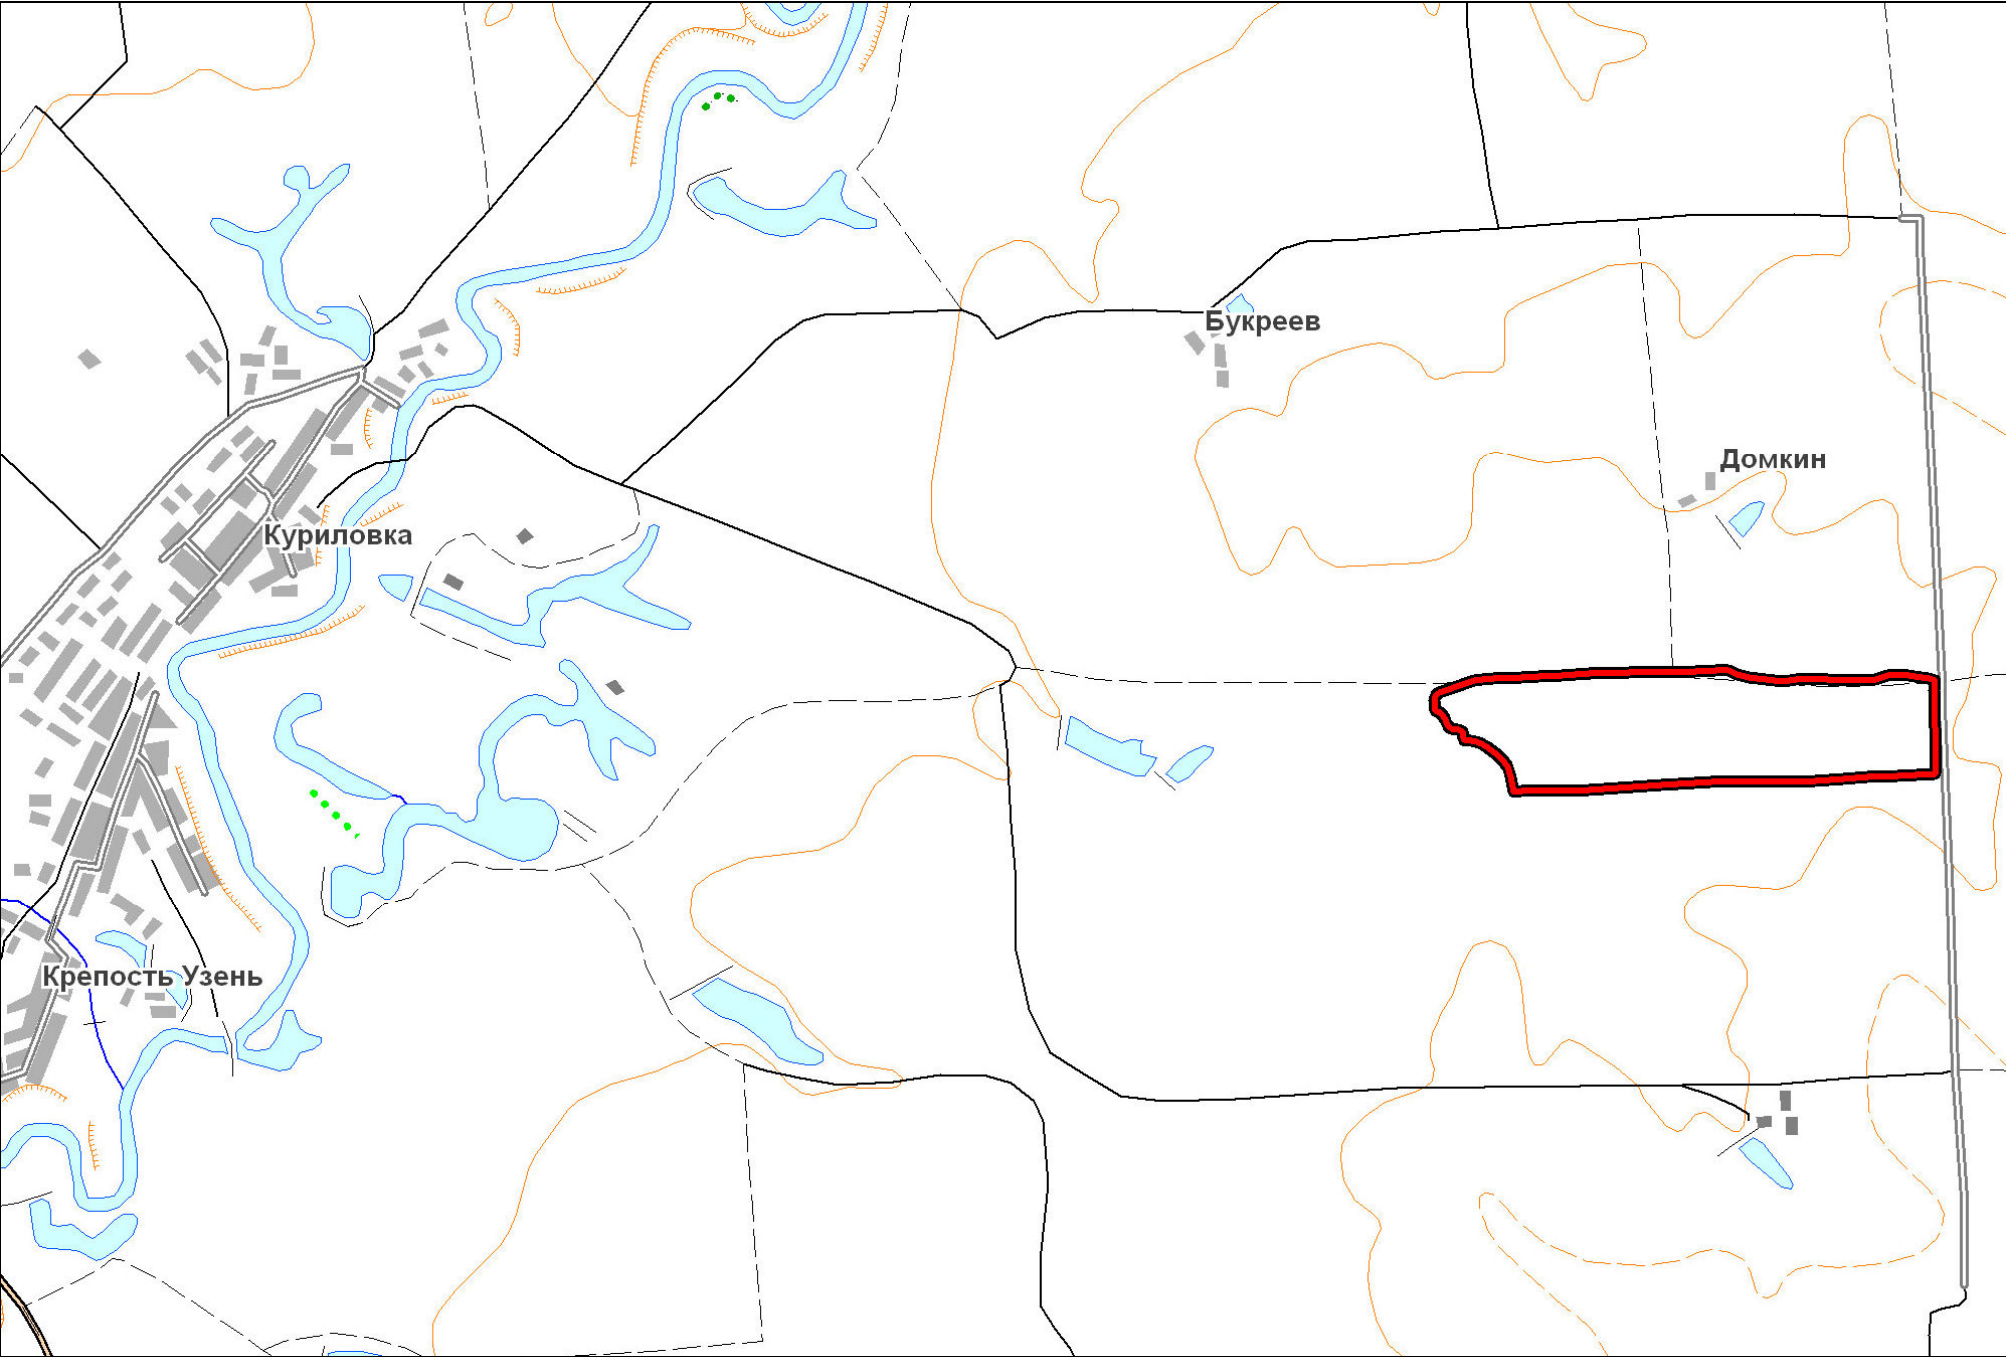 Букреев
Домкин
Куриловка
Крепость Узень